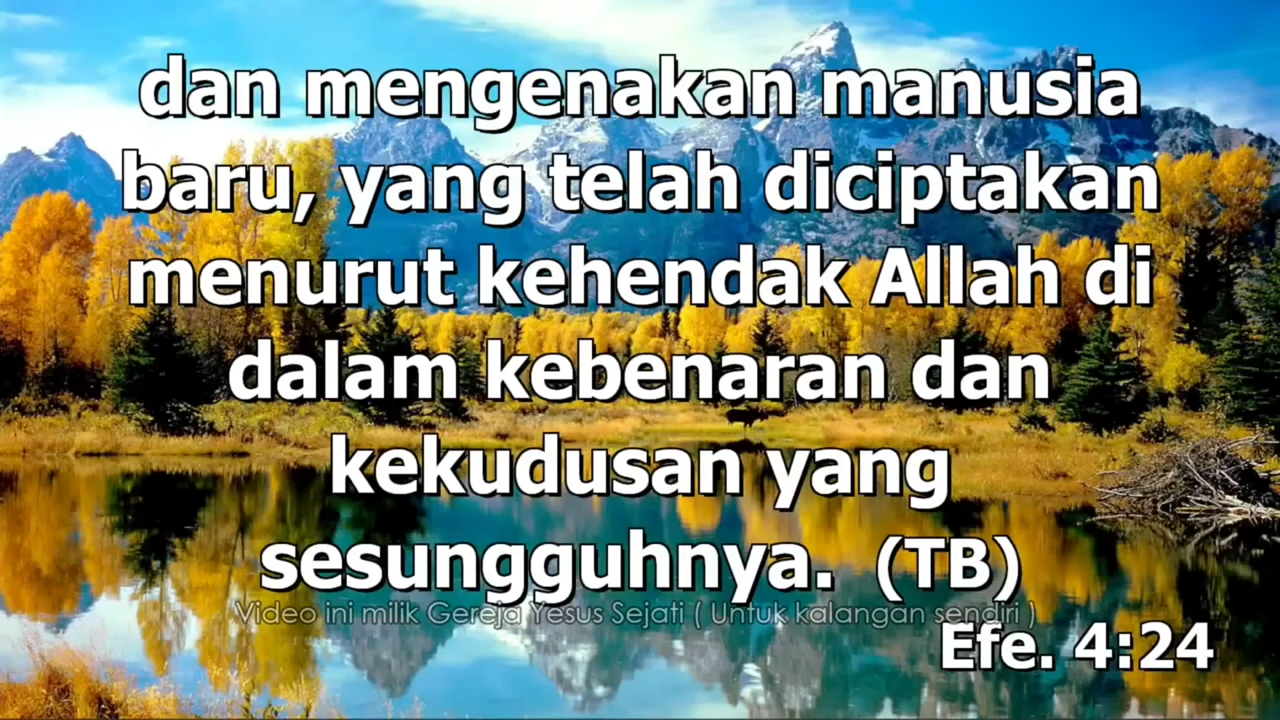 dan mengenakan manusia
baru, yang telah diciptakan
menurut kehendak Allah di
dalam kebenaran dan
kekudusan yang
sesungguhnya. (TB)
Video ini milik Gereja Yesus Sejati ( Untuk kalangan sendiri )
Efe. 4:24